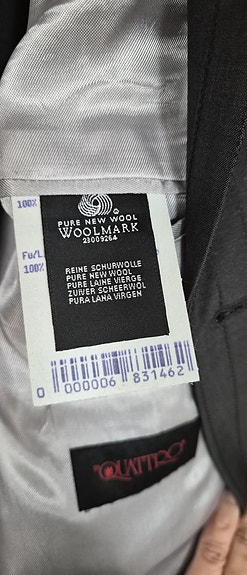 100%
PURE NEW WOOL
WOOLMARK
23009264
Fu/L
100%
REINE SCHURWOLLE
PURE NEW WOOL
PURE LAINE VIERGE
ZUIVER SCHEERWOL
PURA LANA VIRGEN
0 000006 831462
QUATTRO